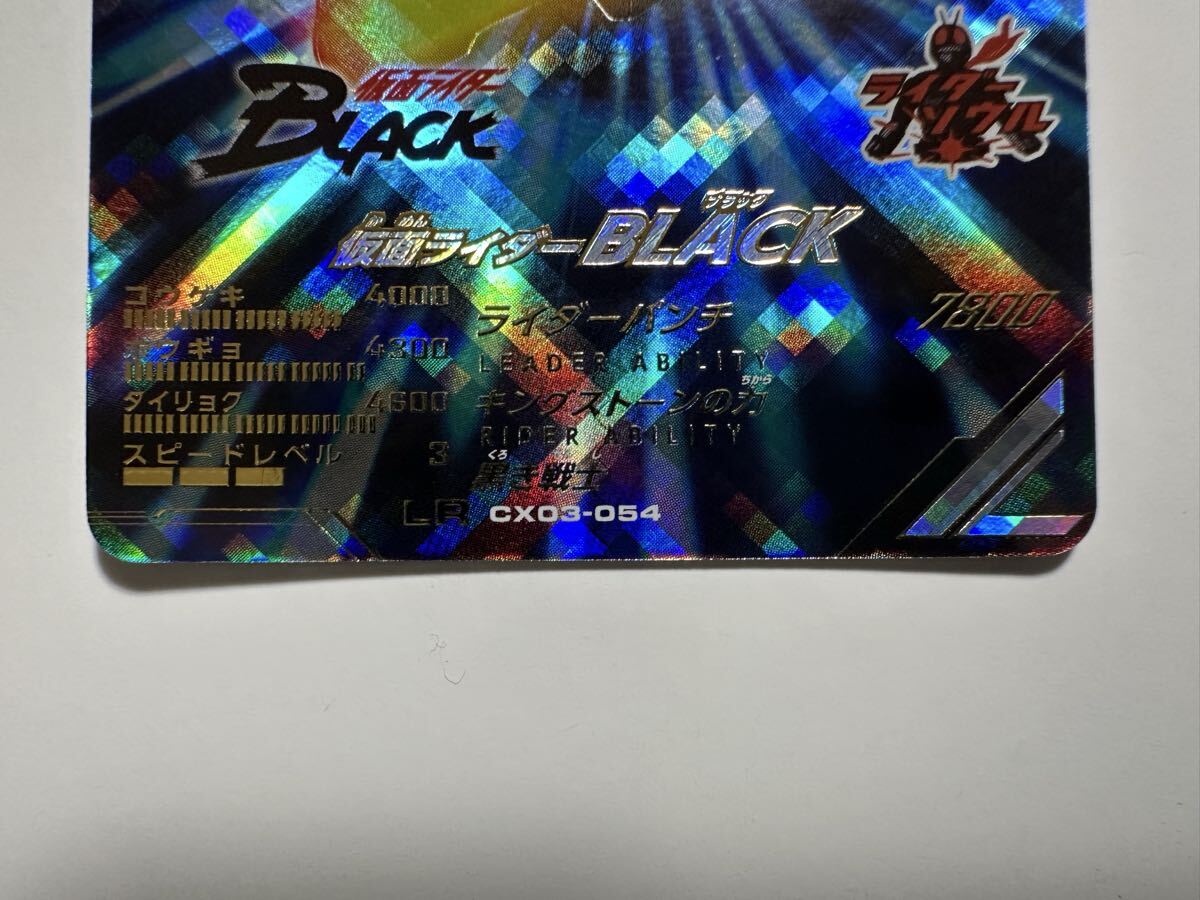 仮面ライダー
BLACK
ライダー
ソウル
ブラック
か めん
仮面ライダーBLACK
コウゲキ 4000
ライダーパンチ 7800
ボウギョ 4300
LEADER ABILITY
ちから
タイリョク 4600
キングストーンの力
RIDER ABILITY
スピードレベル 3
くろ し
黒き戦士
LR CX03-054